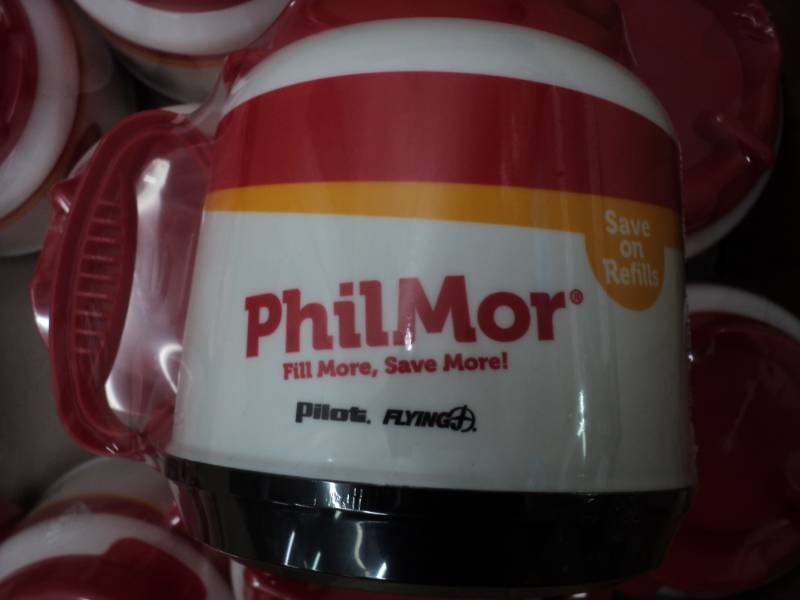 Save
on
Refills
PhilMor®
Fill More, Save More!
Pilot. FLYING J.